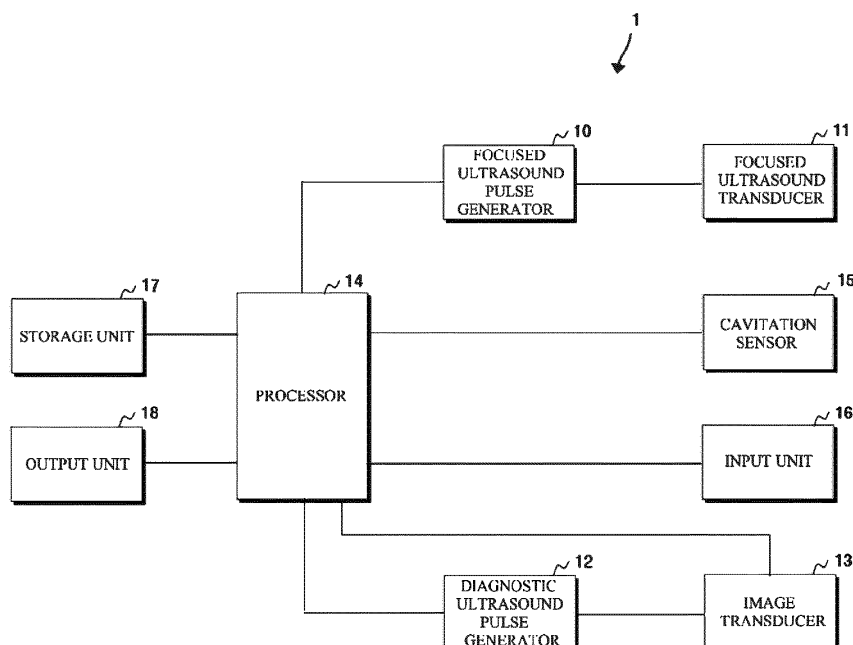 1
10
FOCUSED
ULTRASOUND
PULSE
GENERATOR
11
FOCUSED
ULTRASOUND
TRANSDUCER
17
STORAGE UNIT
14
PROCESSOR
15
CAVITATION
SENSOR
18
OUTPUT UNIT
16
INPUT UNIT
12
DIAGNOSTIC
ULTRASOUND
PULSE
GENERATOR
13
IMAGE
TRANSDUCER